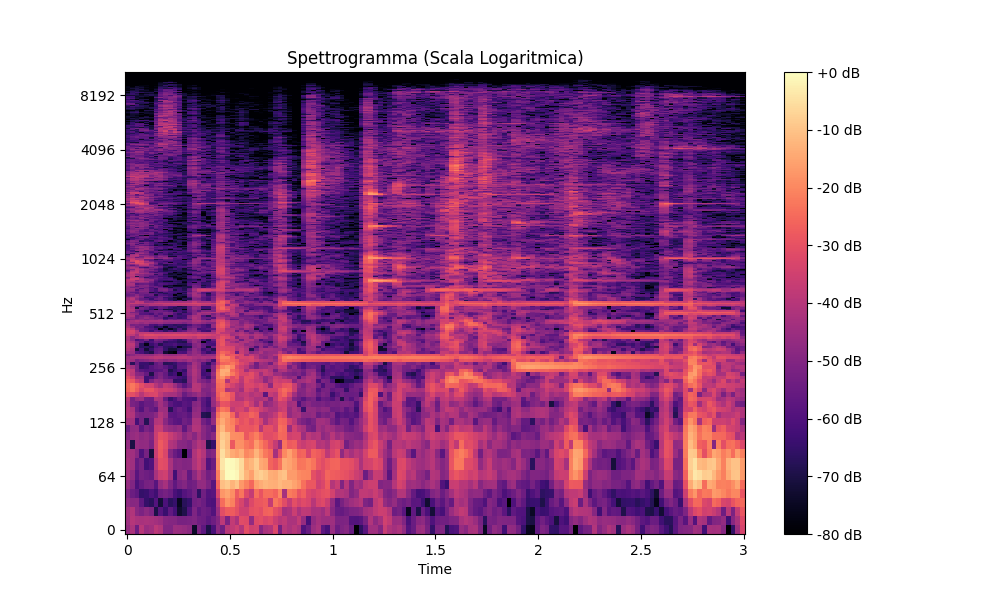 Spettrogramma (Scala Logaritmica)
Hz
8192
4096
2048
1024
512
256
128
64
0
0
0.5
1
1.5
2
2.5
3
Time
+0 dB
-10 dB
-20 dB
-30 dB
-40 dB
-50 dB
-60 dB
-70 dB
-80 dB